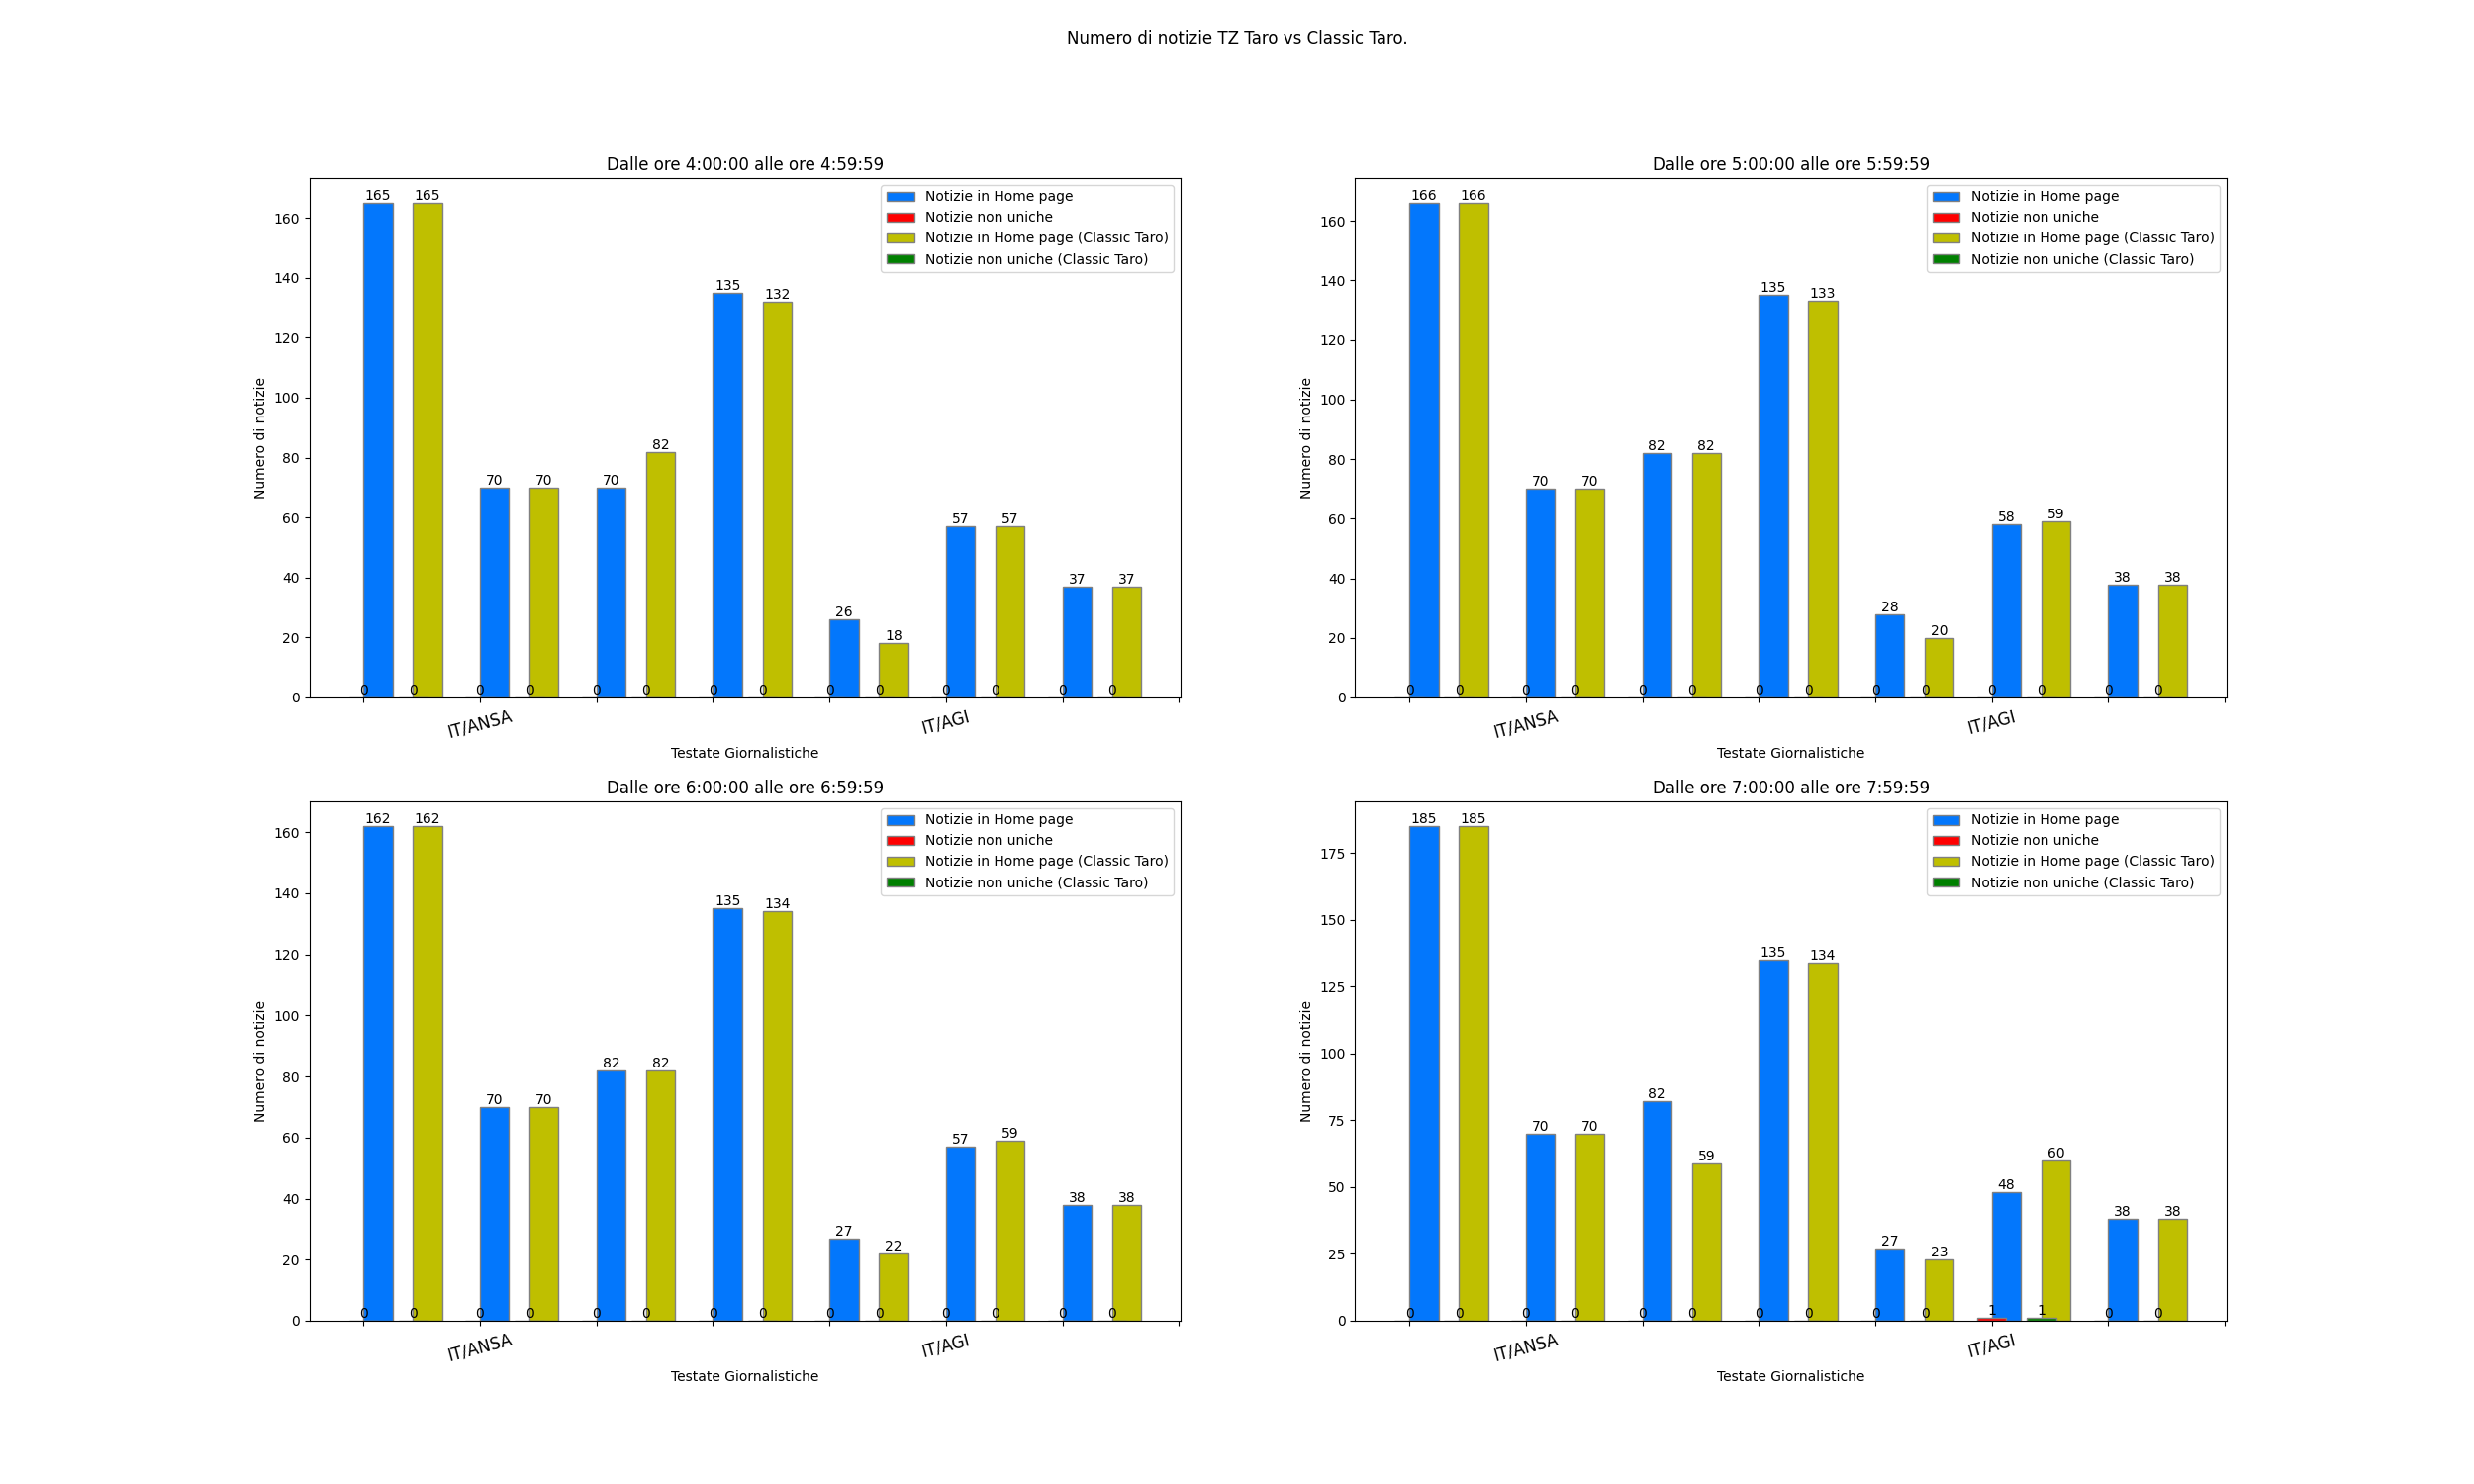 Numero di notizie TZ Taro vs Classic Taro.
Dalle ore 4:00:00 alle ore 4:59:59
Notizie in Home page
Notizie non uniche
Notizie in Home page (Classic Taro)
Notizie non uniche (Classic Taro)
Numero di notizie
160
140
120
100
80
60
40
20
0
165 165 70 70 70 82 135 132 26 18 57 57 37 37
0 0 0 0 0 0 0 0 0 0 0 0 0 0
IT/ANSA IT/AGI
Testate Giornalistiche
Dalle ore 5:00:00 alle ore 5:59:59
Notizie in Home page
Notizie non uniche
Notizie in Home page (Classic Taro)
Notizie non uniche (Classic Taro)
Numero di notizie
160
140
120
100
80
60
40
20
0
166 166 70 70 82 82 135 133 28 20 58 59 38 38
0 0 0 0 0 0 0 0 0 0 0 0 0 0
IT/ANSA IT/AGI
Testate Giornalistiche
Dalle ore 6:00:00 alle ore 6:59:59
Notizie in Home page
Notizie non uniche
Notizie in Home page (Classic Taro)
Notizie non uniche (Classic Taro)
Numero di notizie
160
140
120
100
80
60
40
20
0
162 162 70 70 82 82 135 134 27 22 57 59 38 38
0 0 0 0 0 0 0 0 0 0 0 0 0 0
IT/ANSA IT/AGI
Testate Giornalistiche
Dalle ore 7:00:00 alle ore 7:59:59
Notizie in Home page
Notizie non uniche
Notizie in Home page (Classic Taro)
Notizie non uniche (Classic Taro)
Numero di notizie
175
150
125
100
75
50
25
0
185 185 70 70 82 59 135 134 27 23 48 60 38 38
0 0 0 0 0 0 0 0 0 0 1 1 0 0
IT/ANSA IT/AGI
Testate Giornalistiche